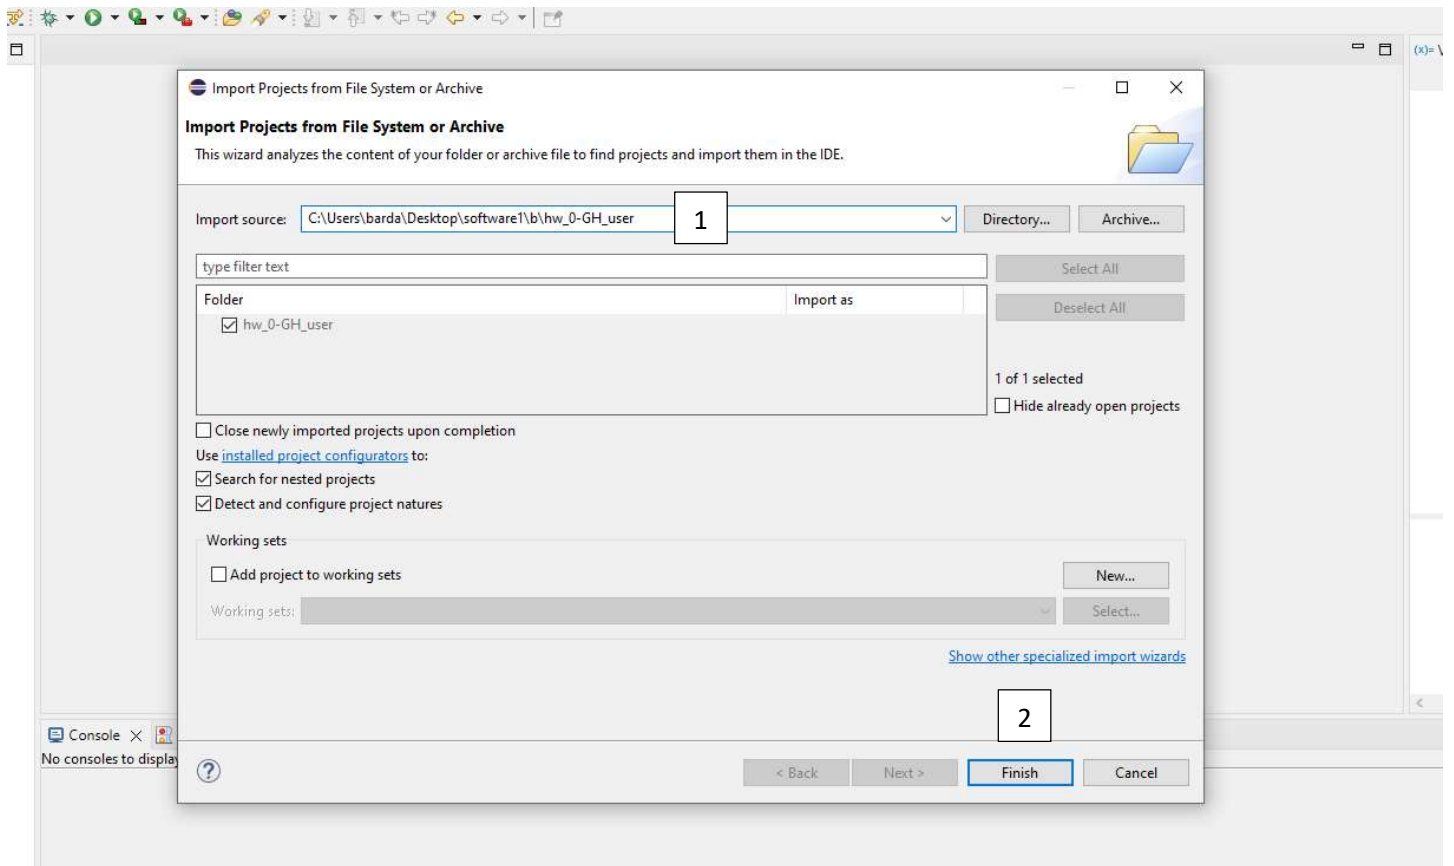 (x)= V
Import Projects from File System or Archive
Import Projects from File System or Archive
This wizard analyzes the content of your folder or archive file to find projects and import them in the IDE.
Import source: C:\Users\barda\Desktop\software1\b\hw_0-GH_user 1 Directory... Archive...
type filter text Select All
Folder Import as Deselect All
hw_0-GH_user
1 of 1 selected
Hide already open projects
Close newly imported projects upon completion
Use installed project configurators to:
Search for nested projects
Detect and configure project natures
Working sets
Add project to working sets New...
Working sets: Select...
Show other specialized import wizards
2
Console
No consoles to display
? < Back Next > Finish Cancel